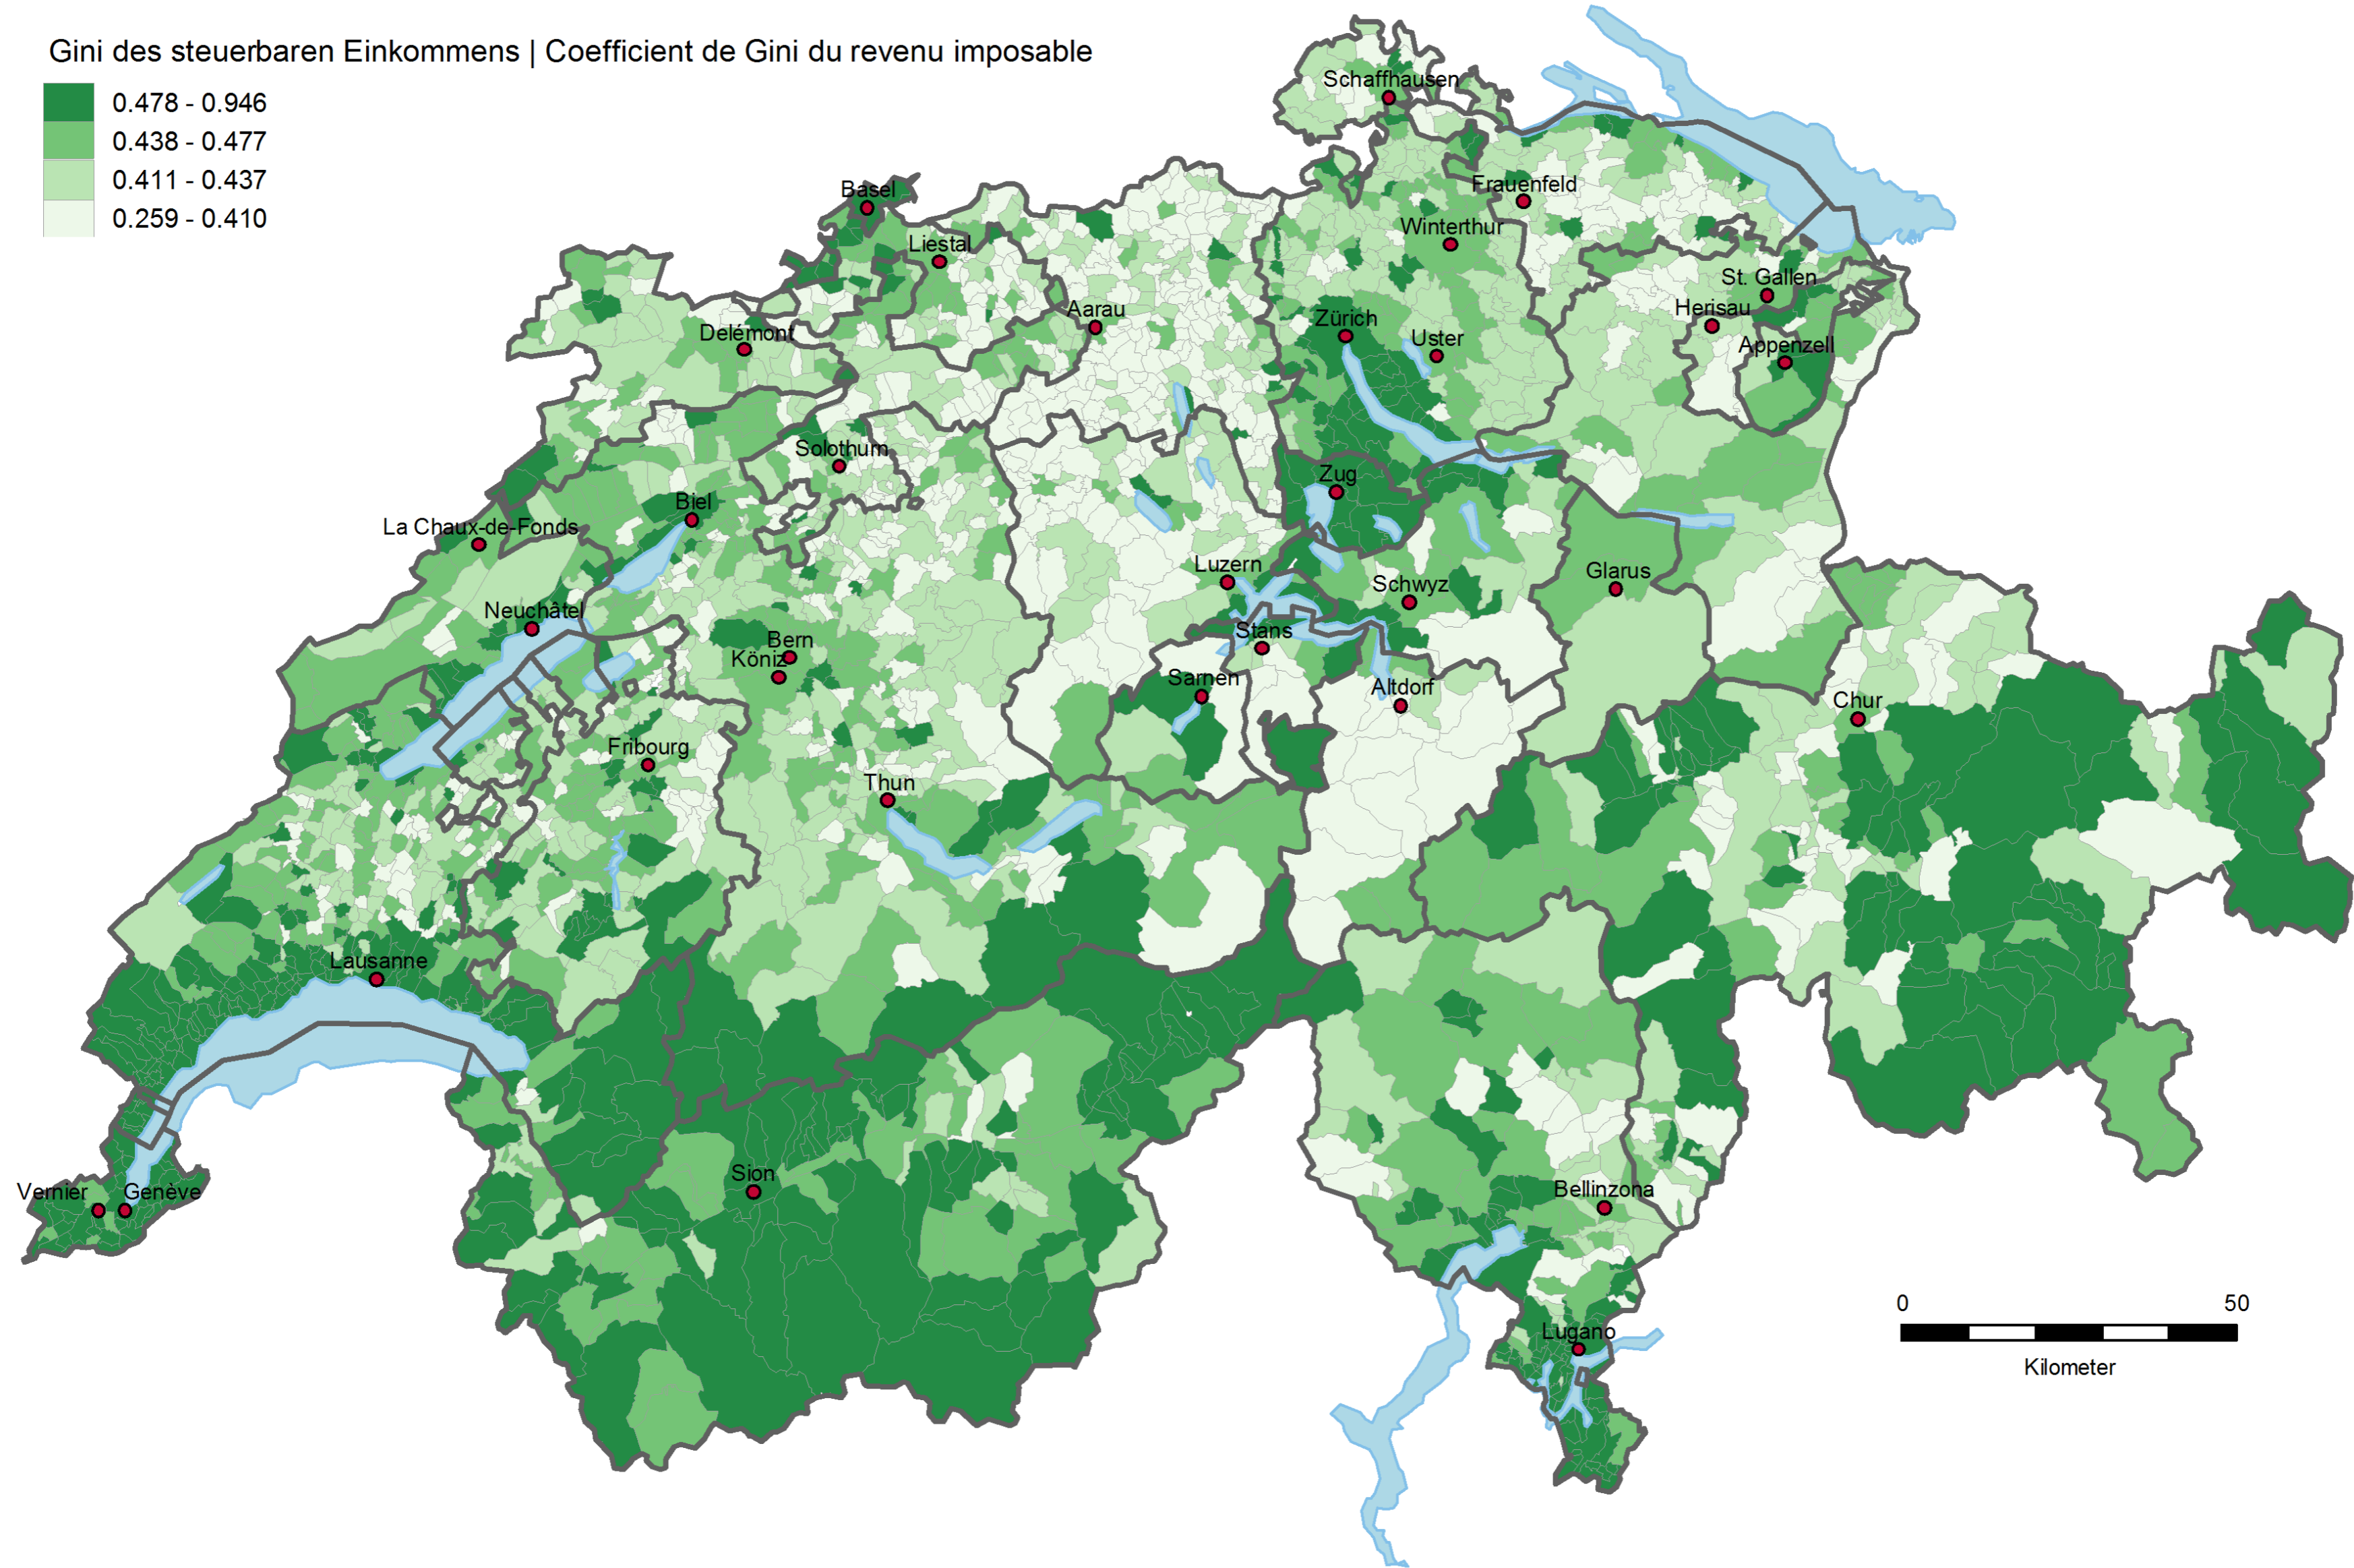 Gini des steuerbaren Einkommens | Coefficient de Gini du revenu imposable
0.478 - 0.946
0.438 - 0.477
0.411 - 0.437
0.259 - 0.410
Schaffhausen
Basel
Frauenfeld
Winterthur
Liestal
St. Gallen
Herisau
Aarau
Zürich
Delémont
Uster
Appenzell
Solothurn
Zug
Biel
La Chaux-de-Fonds
Luzern
Glarus
Schwyz
Neuchâtel
Stans
Bern
Köniz
Sarnen
Altdorf
Chur
Fribourg
Thun
Lausanne
Sion
Vernier
Genève
Bellinzona
0 50
Lugano
Kilometer